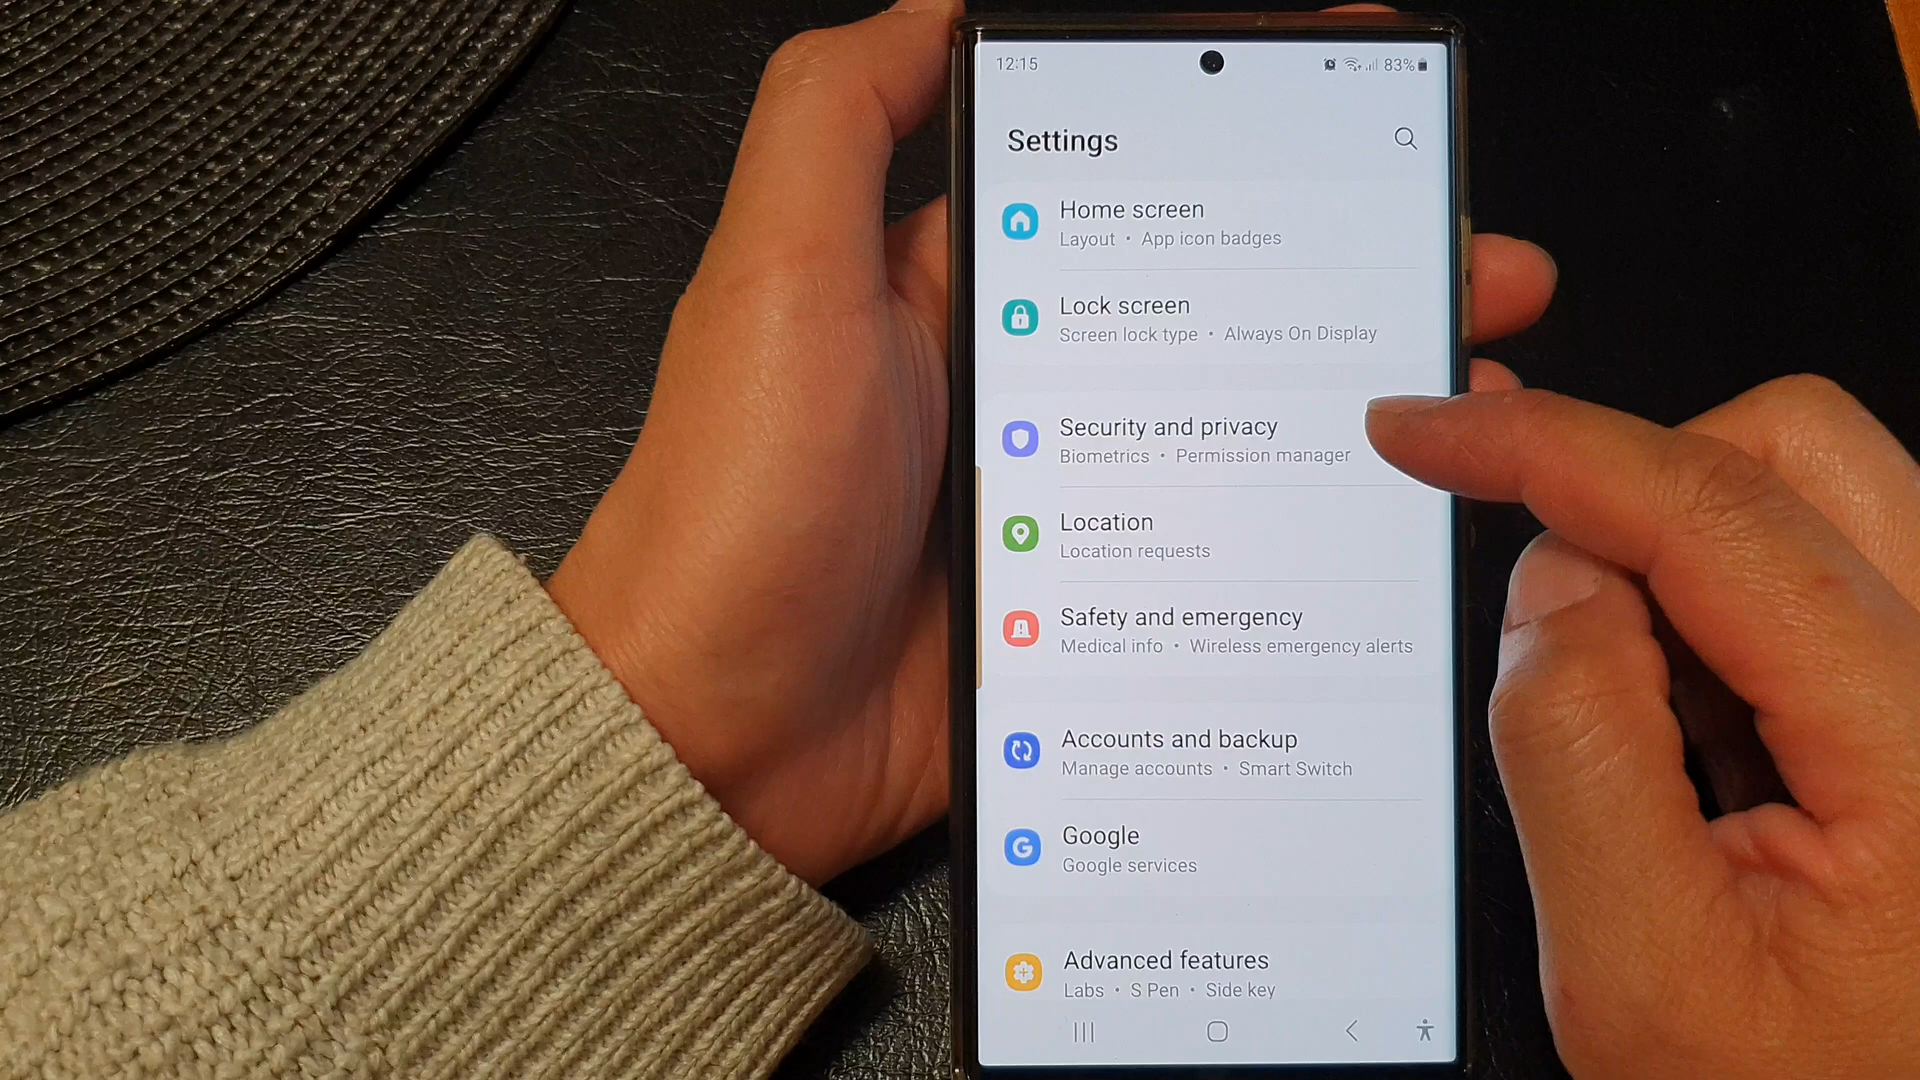 12:15
83%
Settings
Home screen
Layout • App icon badges
Lock screen
Screen lock type • Always On Display
Security and privacy
Biometrics • Permission manager
Location
Location requests
Safety and emergency
Medical info • Wireless emergency alerts
Accounts and backup
Manage accounts • Smart Switch
G
Google
Google services
Advanced features
Labs • S Pen • Side key